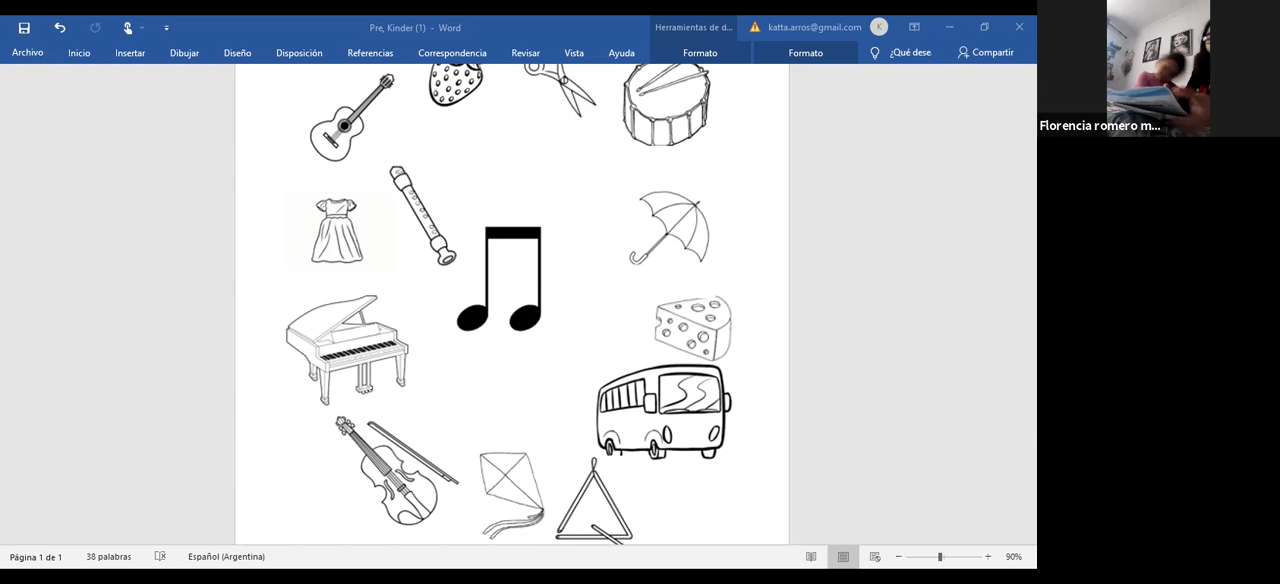 Pre, Kinder (1) - Word
Herramientas de d...
katta.arros@gmail.com
K
Archivo
Inicio
Insertar
Dibujar
Diseño
Disposición
Referencias
Correspondencia
Revisar
Vista
Ayuda
Formato
Formato
¿Qué dese
Compartir
Florencia romero m...
Página 1 de 1
38 palabras
Español (Argentina)
90%